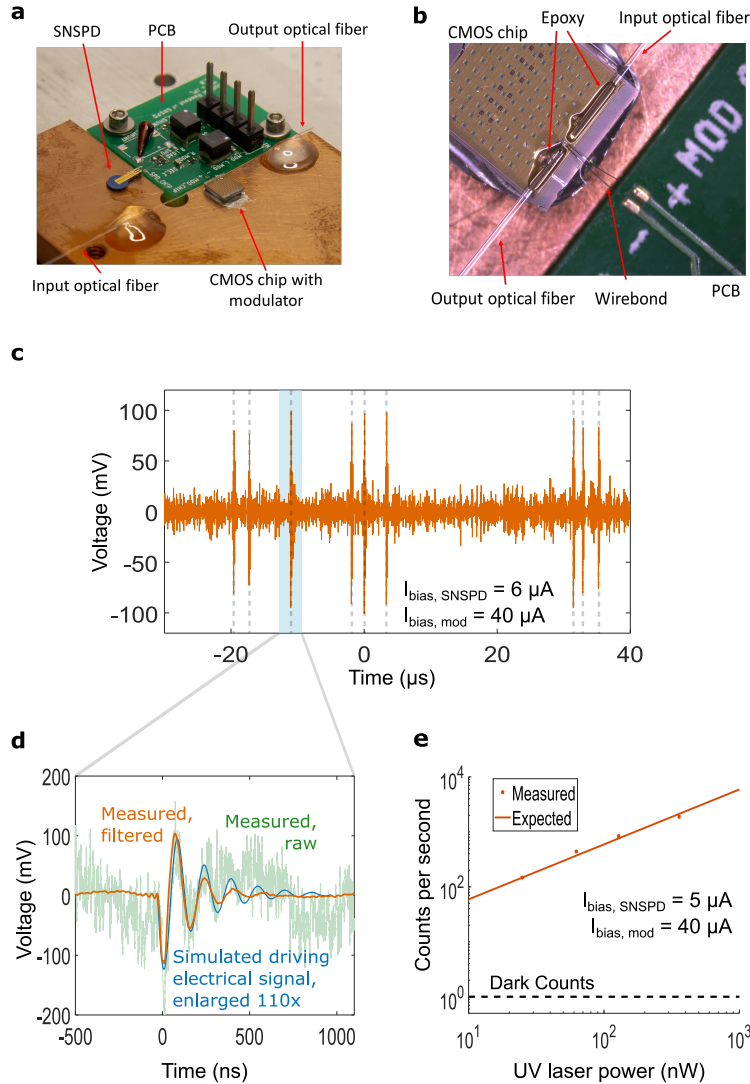 a
SNSPD
PCB
Output optical fiber
Input optical fiber
CMOS chip with
modulator
b
CMOS chip
Epoxy
Input optical fiber
+ MOD
Output optical fiber
Wirebond
PCB
c
Voltage (mV)
100
50
0
-50
-100
I_bias, SNSPD = 6 µA
I_bias, mod = 40 µA
-20
0
20
40
Time (µs)
d
Voltage (mV)
200
100
0
-100
-200
Measured,
filtered
Measured,
raw
Simulated driving
electrical signal,
enlarged 110x
-500
0
500
1000
Time (ns)
e
Counts per second
10^4
10^3
10^2
10^1
10^0
Measured
Expected
I_bias, SNSPD = 5 µA
I_bias, mod = 40 µA
Dark Counts
10^1
10^2
10^3
UV laser power (nW)